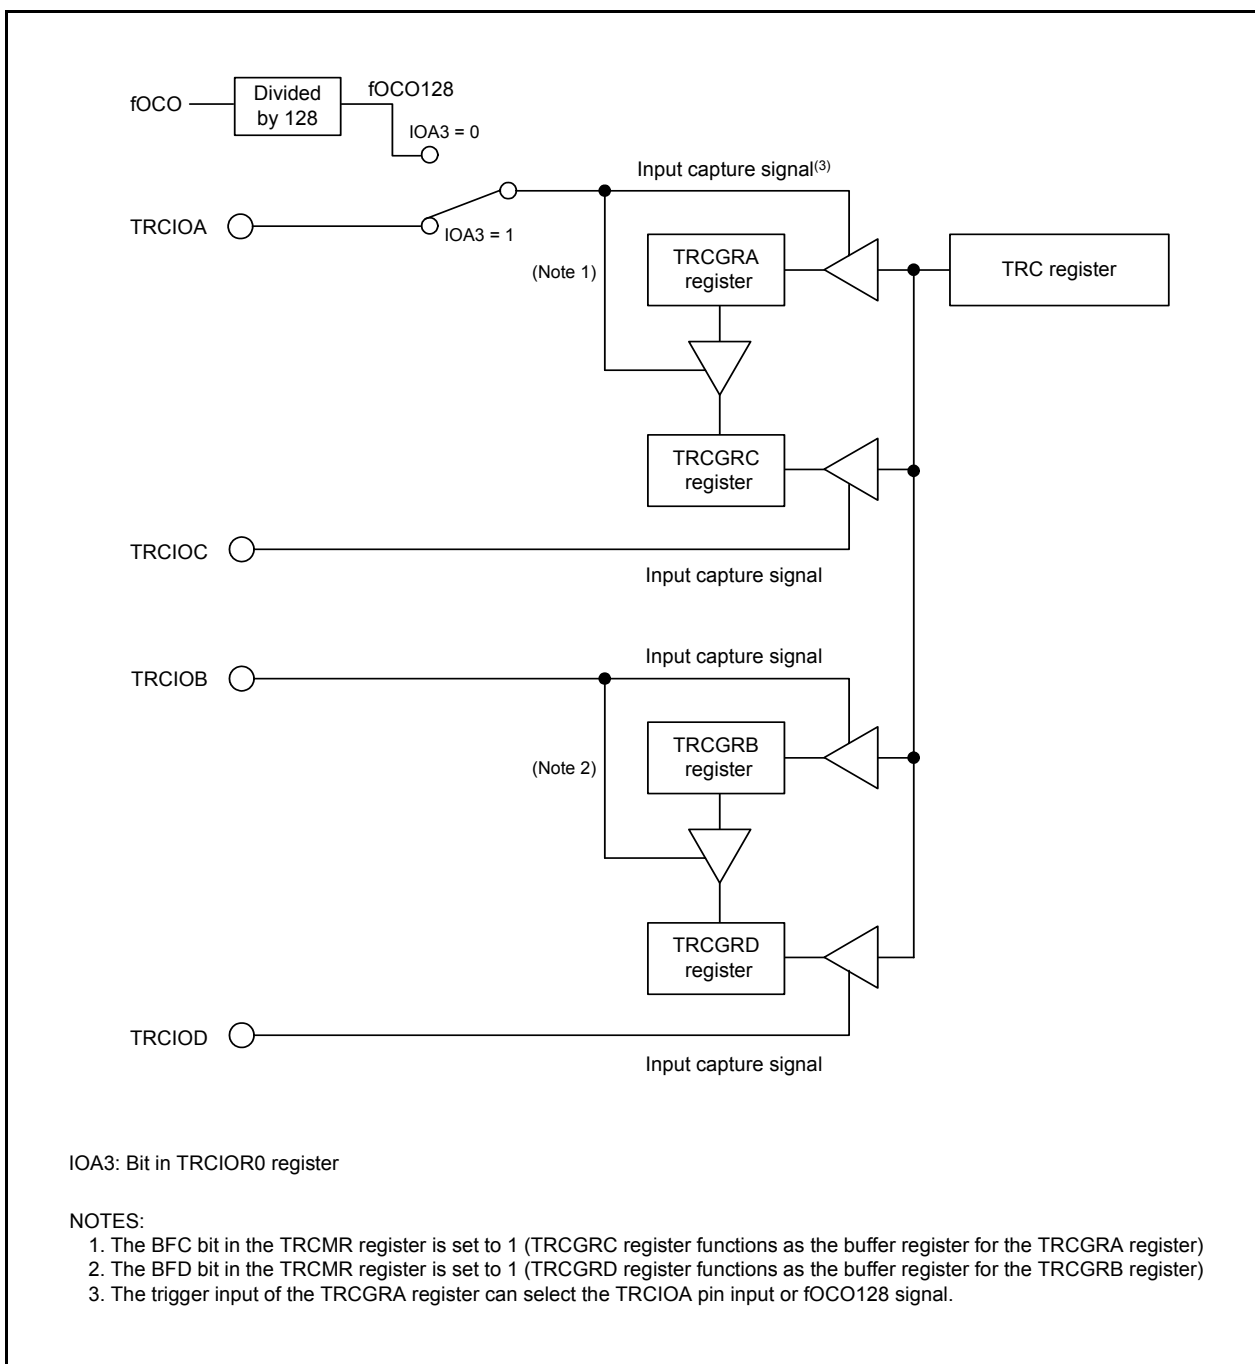 fOCO
Divided
by 128
fOCO128
IOA3 = 0
Input capture signal(3)
TRCIOA
IOA3 = 1
(Note 1)
TRCGRA
register
TRC register
TRCGRC
register
TRCIOC
Input capture signal
Input capture signal
TRCIOB
TRCGRB
register
(Note 2)
TRCGRD
register
TRCIOD
Input capture signal
IOA3: Bit in TRCIOR0 register
NOTES:
1. The BFC bit in the TRCMR register is set to 1 (TRCGRC register functions as the buffer register for the TRCGRA register)
2. The BFD bit in the TRCMR register is set to 1 (TRCGRD register functions as the buffer register for the TRCGRB register)
3. The trigger input of the TRCGRA register can select the TRCIOA pin input or fOCO128 signal.